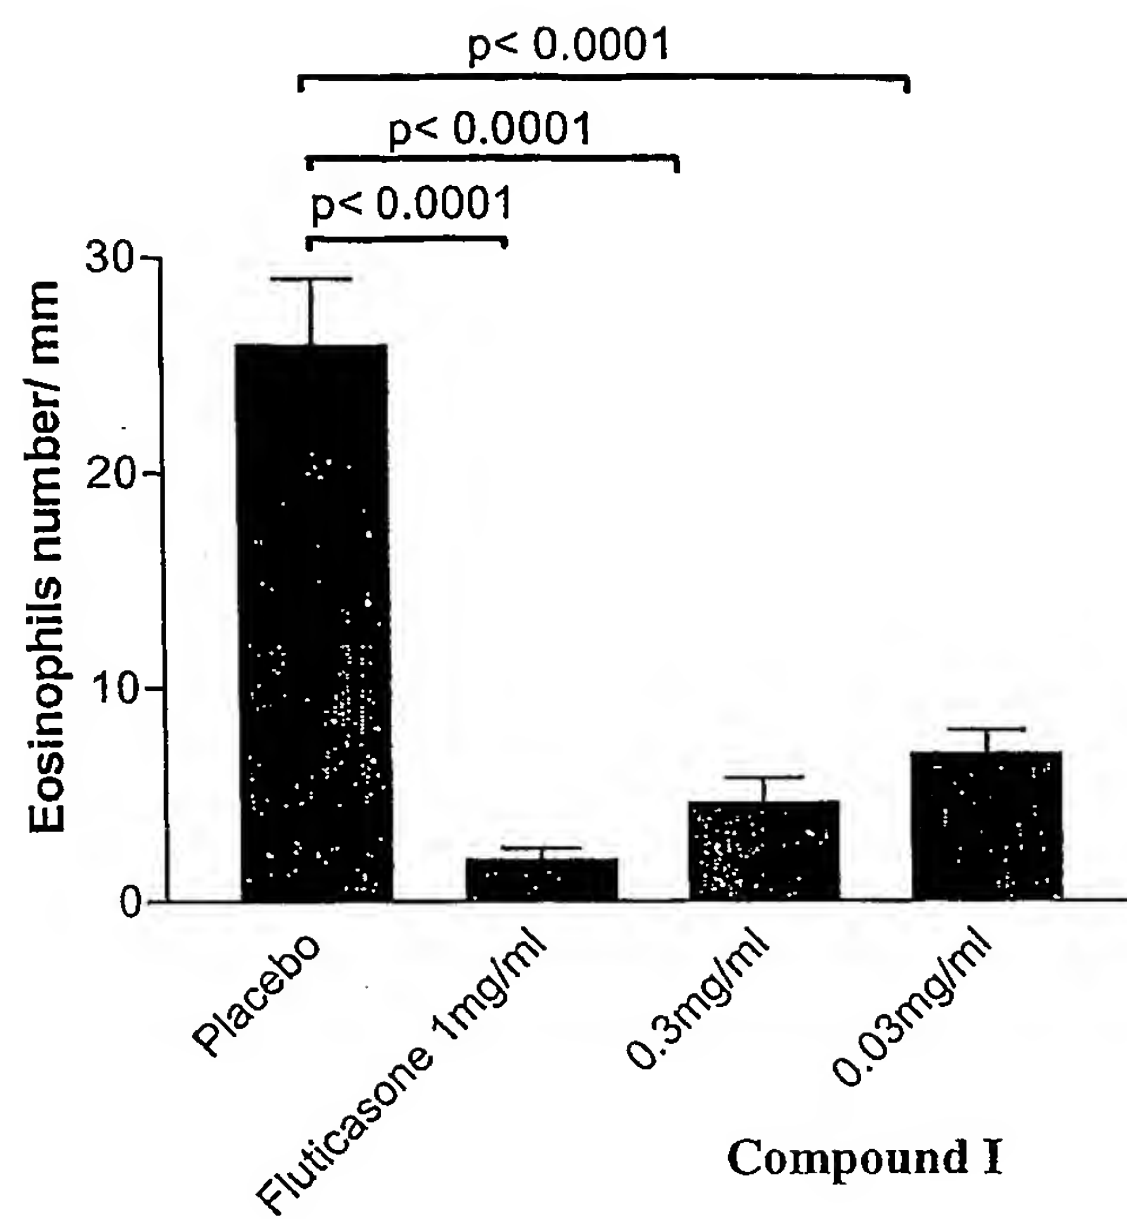 p< 0.0001
p< 0.0001
p< 0.0001
30
20
10
0
Eosinophils number/ mm
Placebo
Fluticasone 1mg/ml
0.3mg/ml
0.03mg/ml
Compound I